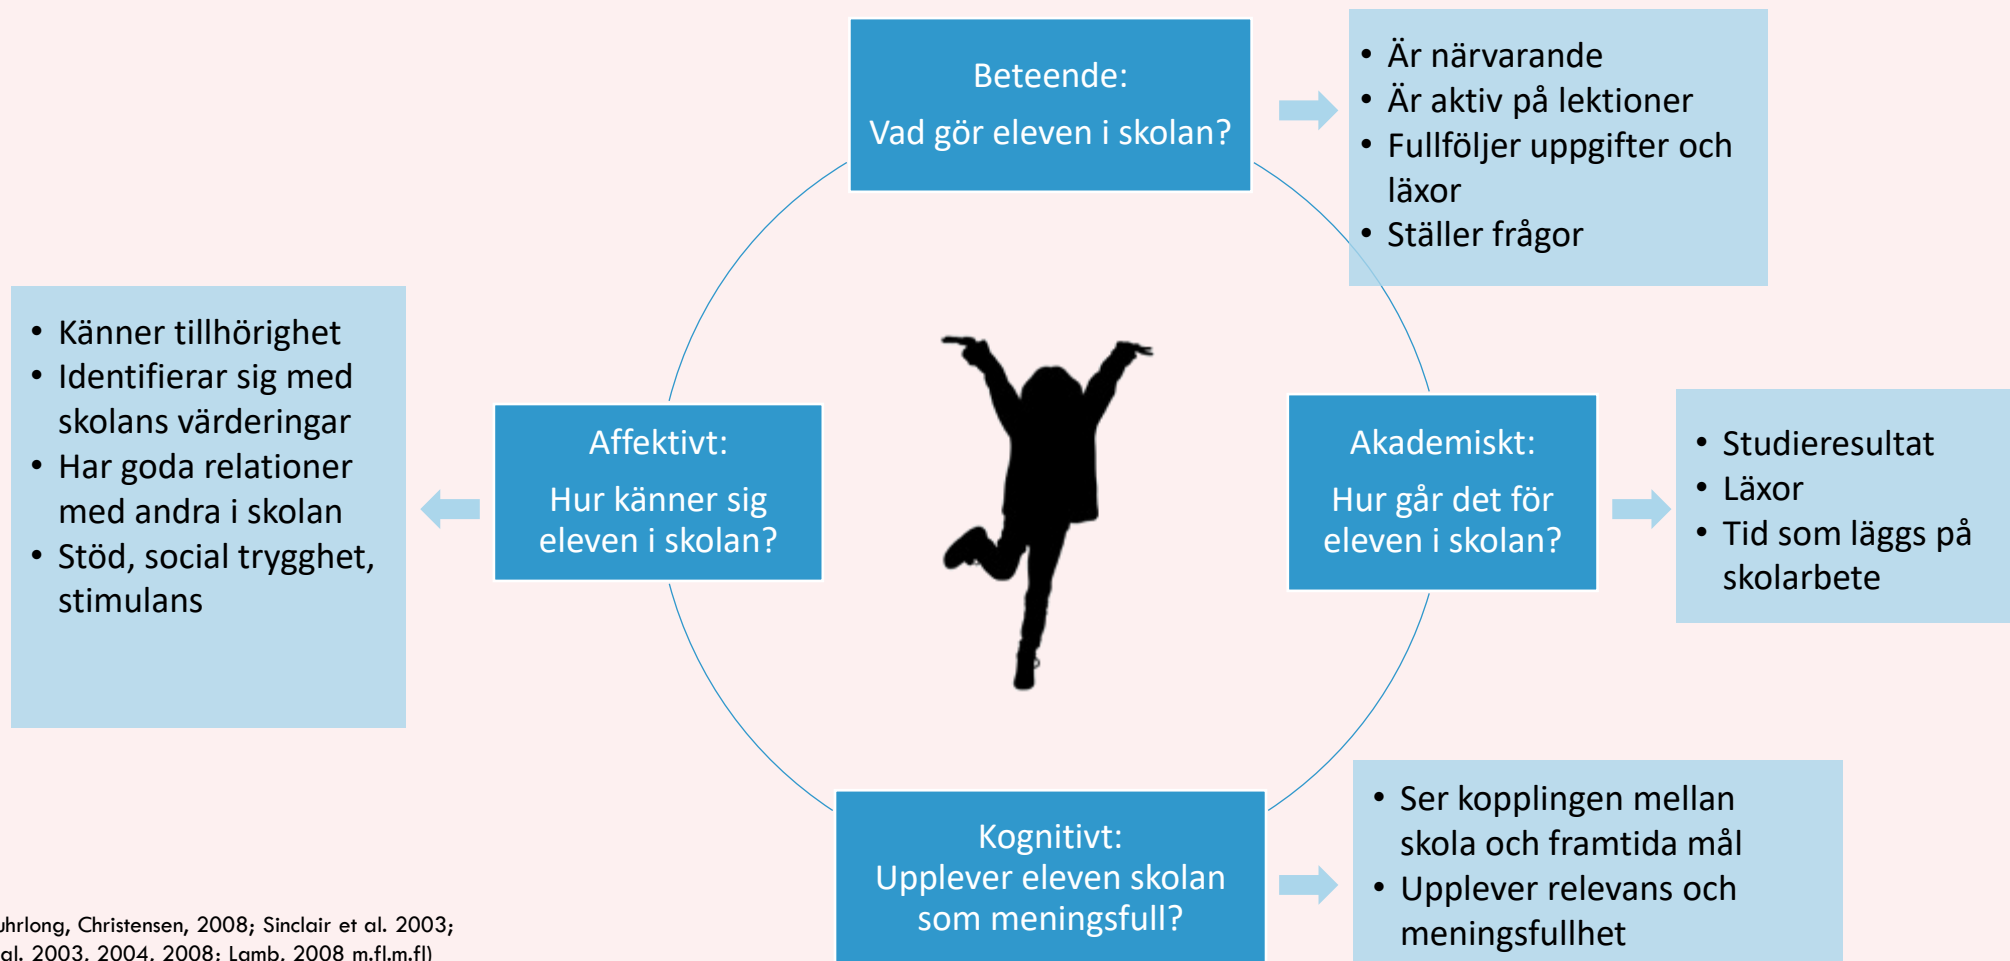 Beteende:
Vad gör eleven i skolan?
• Är närvarande
• Är aktiv på lektioner
• Fullföljer uppgifter och
läxor
• Ställer frågor
• Känner tillhörighet
• Identifierar sig med
skolans värderingar
• Har goda relationer
med andra i skolan
• Stöd, social trygghet,
stimulans
Affektivt:
Hur känner sig
eleven i skolan?
Akademiskt:
Hur går det för
eleven i skolan?
• Studieresultat
• Läxor
• Tid som läggs på
skolarbete
Kognitivt:
Upplever eleven skolan
som meningsfull?
• Ser kopplingen mellan
skola och framtida mål
• Upplever relevans och
meningsfullhet
Christensen, 2008; Sinclair et al. 2003;
al. 2003, 2004, 2008; Lamb, 2008 m.fl.m.fl)